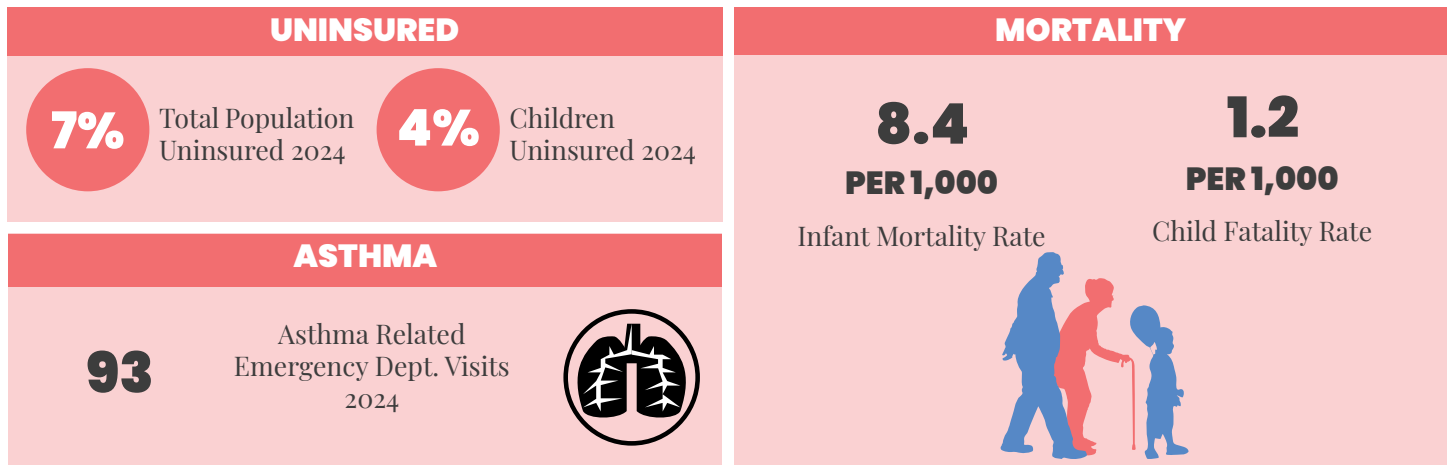 UNINSURED
7%
Total Population
Uninsured 2024
4%
Children
Uninsured 2024
ASTHMA
93
Asthma Related
Emergency Dept. Visits
2024
MORTALITY
8.4
PER 1,000
Infant Mortality Rate
1.2
PER 1,000
Child Fatality Rate